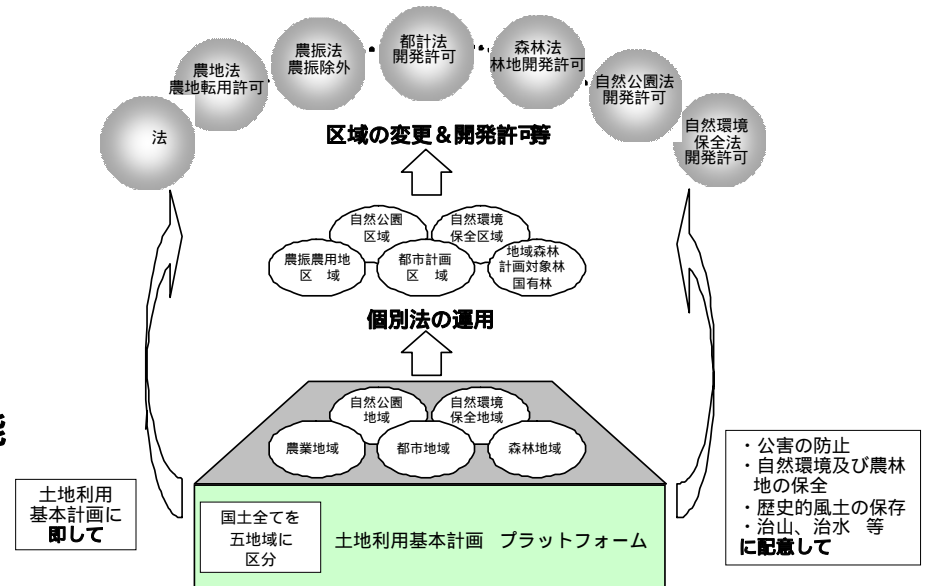 法
農地法
農地転用許可
農振法
農振除外
都計法
開発許可
森林法
林地開発許可
自然公園法
開発許可
自然環境
保全法
開発許可
区域の変更＆開発許可等
自然公園
区域
自然環境
保全区域
農振農用地
区　域
都市計画
区　域
地域森林
計画対象林
国有林
個別法の運用
自然公園
地域
自然環境
保全地域
農業地域
都市地域
森林地域
土地利用
基本計画に
即して
国土全てを
五地域に
区分
土地利用基本計画　プラットフォーム
・公害の防止
・自然環境及び農林
地の保全
・歴史的風土の保存
・治山、治水　等
に配意して